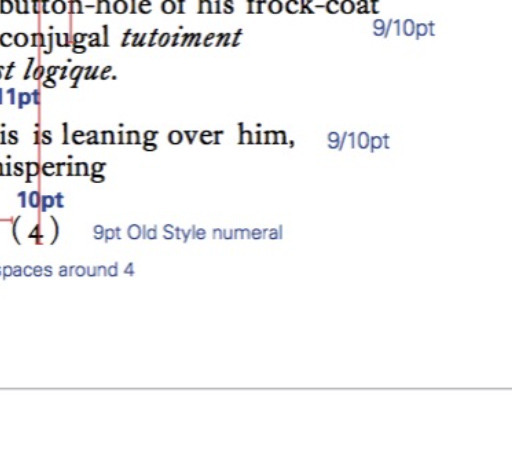 button-hole of his frock-coat
9/10pt
conjugal tutoiment
st logique.
11pt
is is leaning over him,
9/10pt
hispering
10pt
(4) 9pt Old Style numeral
spaces around 4